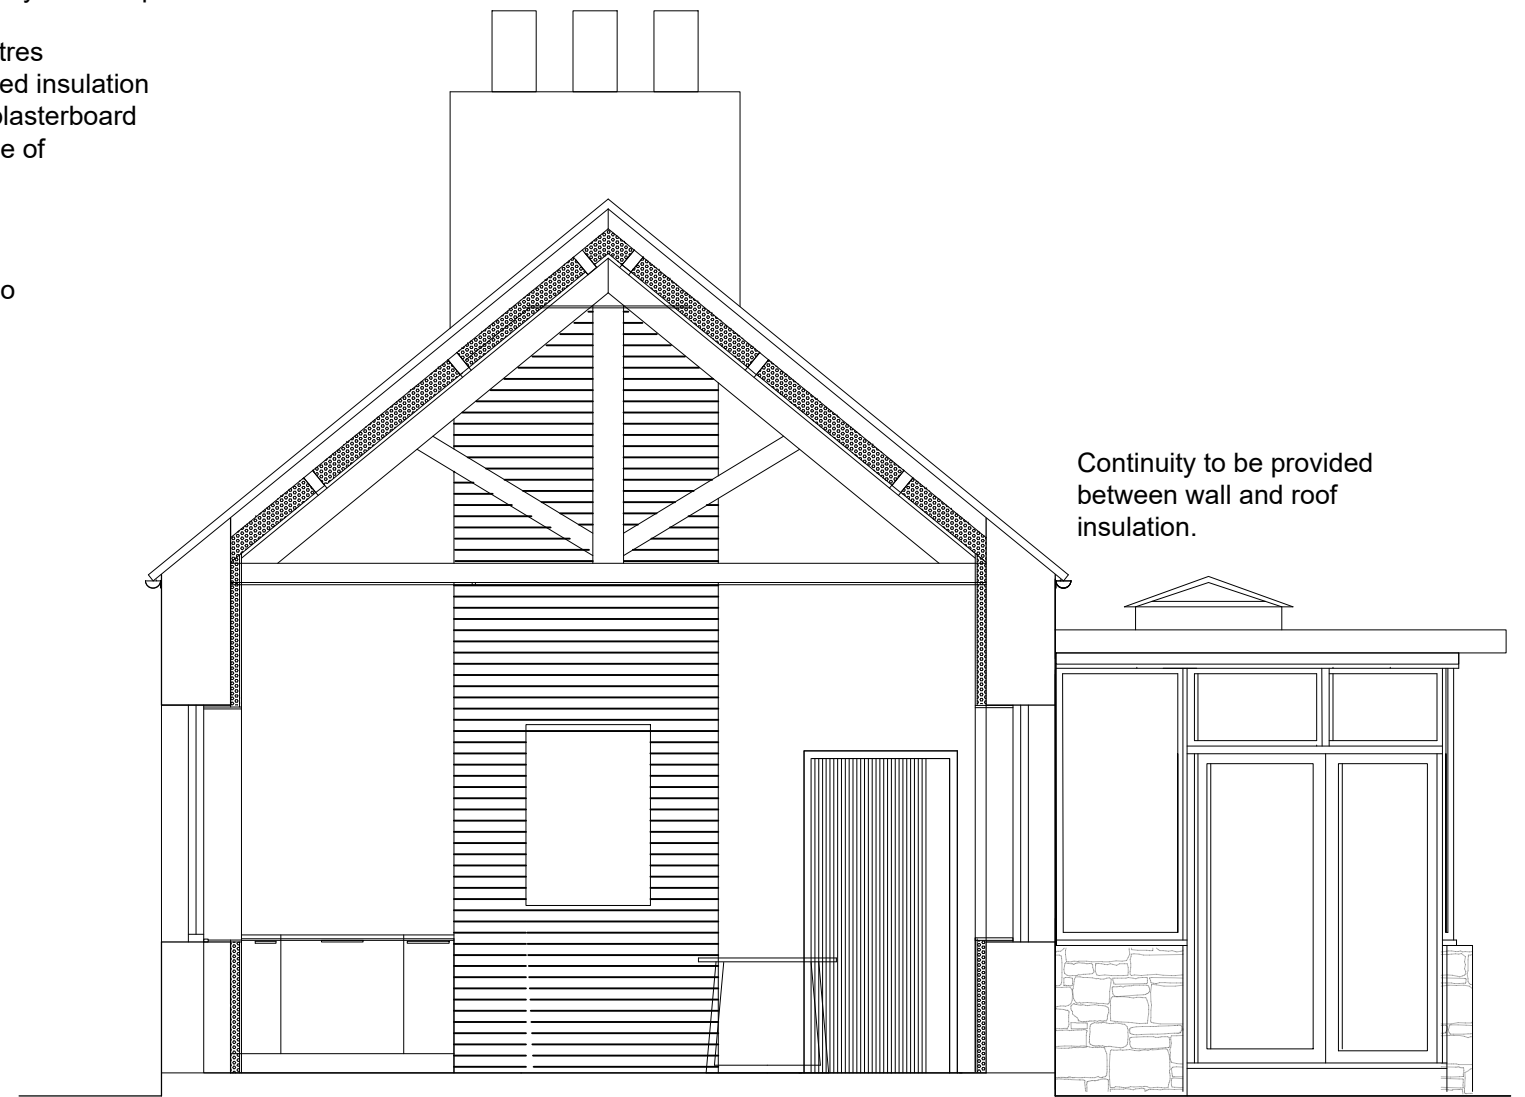 tres
ed insulation
plasterboard
e of
o
Continuity to be provided
between wall and roof
insulation.